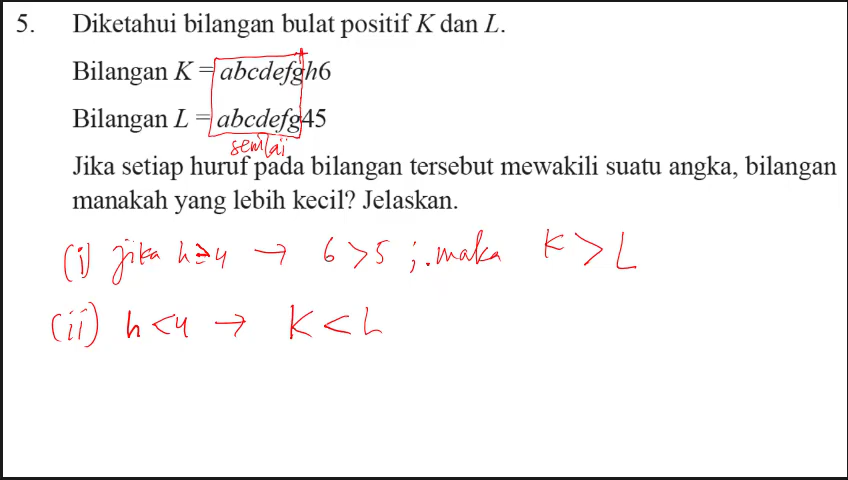 5. Diketahui bilangan bulat positif K dan L.
Bilangan K = abcdefgh6
Bilangan L = abcdefg45
senilai
Jika setiap huruf pada bilangan tersebut mewakili suatu angka, bilangan
manakah yang lebih kecil? Jelaskan.
(i) jika h ≥ 4 → 6 > 5 ; maka K > L
(ii) h < 4 → K < L